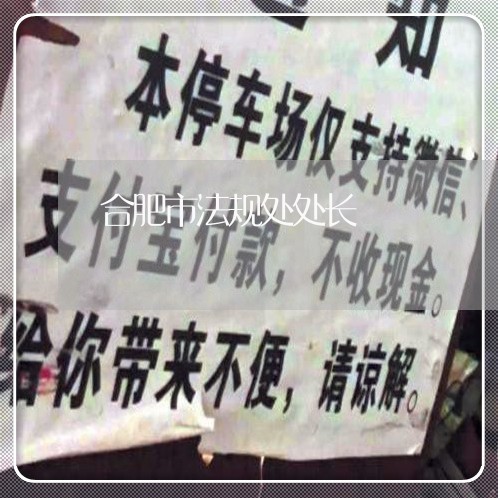 通知
本停车场仅支持微信、
合肥市法规处处长
支付宝付款，不收现金。
给你带来不便，请谅解。